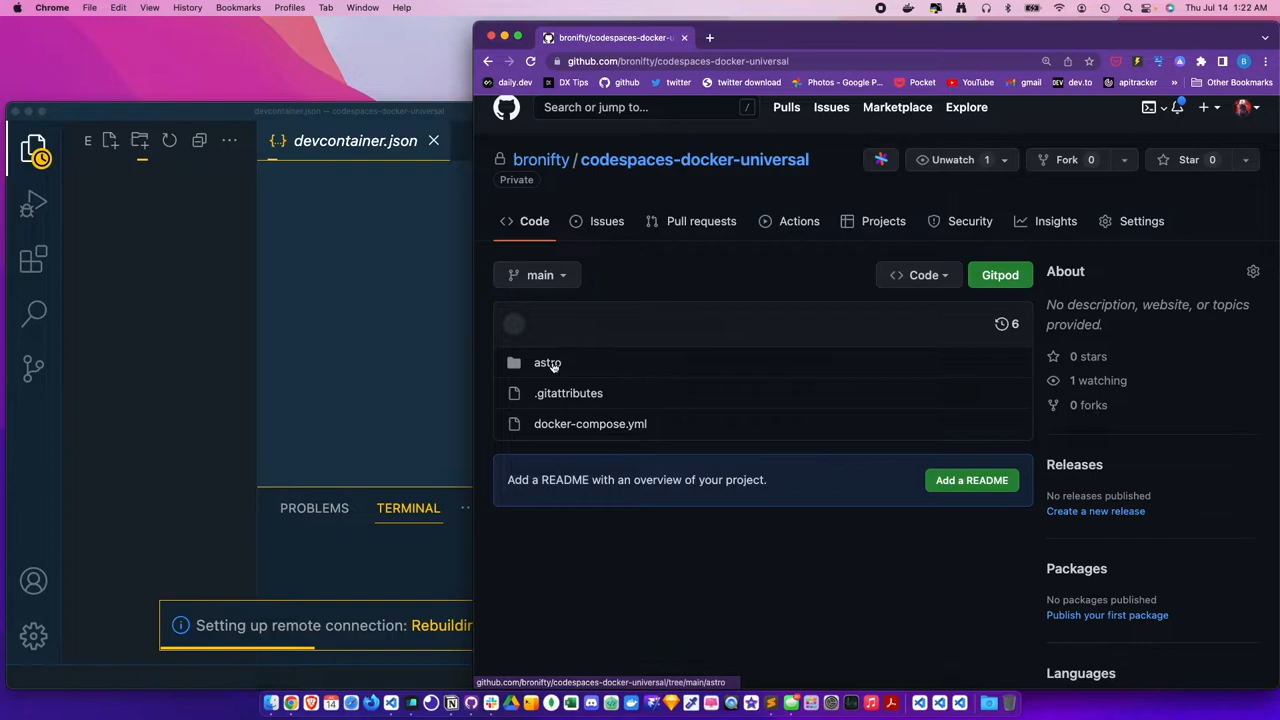 Chrome File Edit View History Bookmarks Profiles Tab Window Help Thu Jul 14 1:22 AM
devcontainer.json — codespaces-docker-universal
E
devcontainer.json
PROBLEMS TERMINAL
Setting up remote connection: Rebuildin
bronifty/codespaces-docker-u
github.com/bronifty/codespaces-docker-universal
daily.dev DX Tips github twitter twitter download Photos - Google P... Pocket YouTube gmail dev.to apitracker Other Bookmarks
Search or jump to... / Pulls Issues Marketplace Explore
bronifty / codespaces-docker-universal Unwatch 1 Fork 0 Star 0
Private
Code Issues Pull requests Actions Projects Security Insights Settings
main Code Gitpod
6
astro
.gitattributes
docker-compose.yml
Add a README with an overview of your project. Add a README
About
No description, website, or topics
provided.
0 stars
1 watching
0 forks
Releases
No releases published
Create a new release
Packages
No packages published
Publish your first package
Languages
github.com/bronifty/codespaces-docker-universal/tree/main/astro